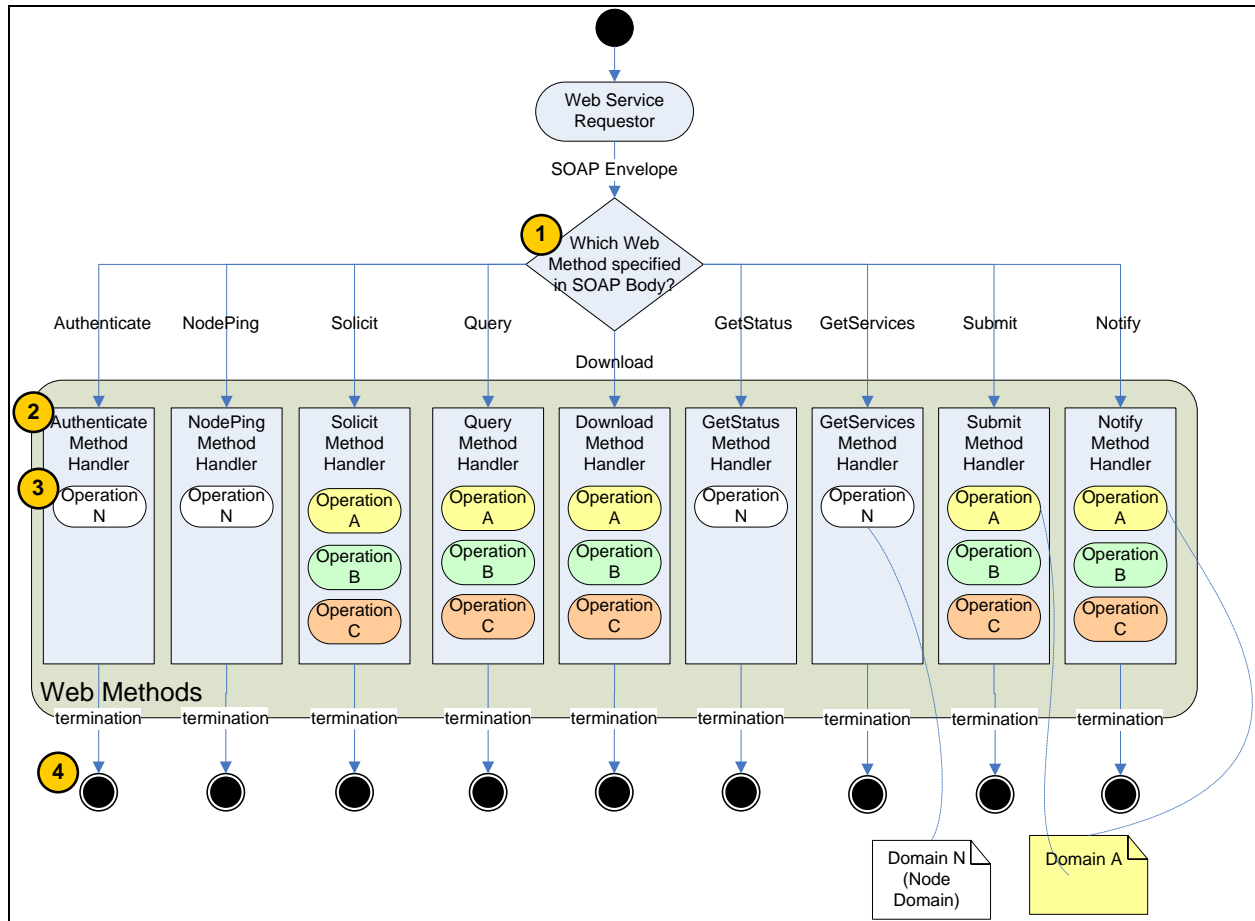 Web Service
Requestor
SOAP Envelope
1
Which Web
Method specified
in SOAP Body?
Authenticate
NodePing
Solicit
Query
GetStatus
GetServices
Submit
Notify
Download
2
Authenticate
Method
Handler
NodePing
Method
Handler
Solicit
Method
Handler
Query
Method
Handler
Download
Method
Handler
GetStatus
Method
Handler
GetServices
Method
Handler
Submit
Method
Handler
Notify
Method
Handler
3
Operation
N
Operation
N
Operation
A
Operation
B
Operation
C
Operation
A
Operation
B
Operation
C
Operation
A
Operation
B
Operation
C
Operation
N
Operation
N
Operation
A
Operation
B
Operation
C
Operation
A
Operation
B
Operation
C
Web Methods
termination
termination
termination
termination
termination
termination
termination
termination
termination
4
Domain N
(Node
Domain)
Domain A